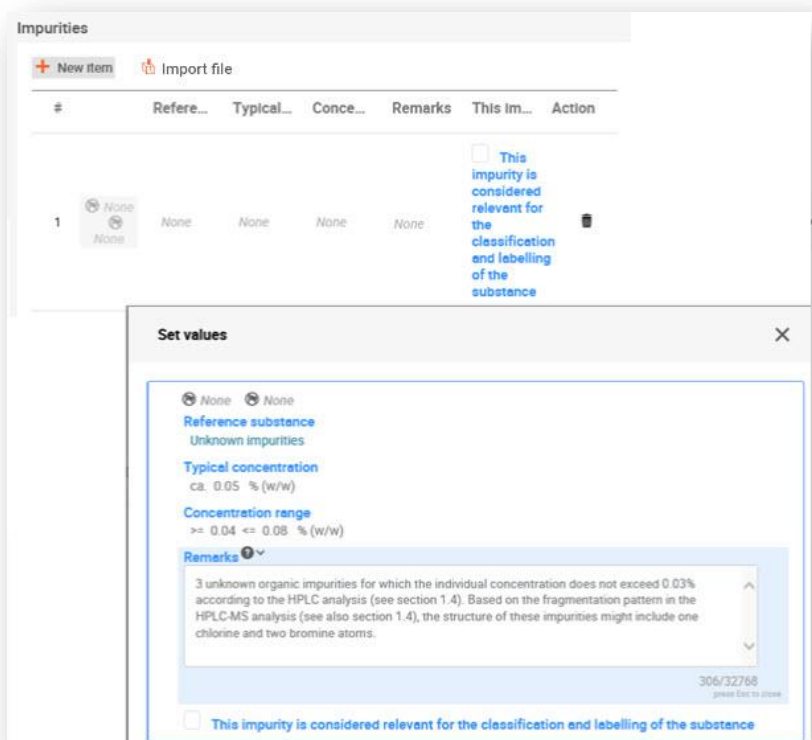 Impurities
New item Import file
# Refere... Typical... Conce... Remarks This im... Action
This
impurity is
considered
relevant for
the
classification
and labelling
of the
substance
1 None None None None None None
Set values
None None
Reference substance
Unknown impurities
Typical concentration
ca. 0.05 % (w/w)
Concentration range
>= 0.04 <= 0.08 % (w/w)
Remarks
3 unknown organic impurities for which the individual concentration does not exceed 0.03%
according to the HPLC analysis (see section 1.4). Based on the fragmentation pattern in the
HPLC-MS analysis (see also section 1.4), the structure of these impurities might include one
chlorine and two bromine atoms.
306/32768
press Esc to close
This impurity is considered relevant for the classification and labelling of the substance